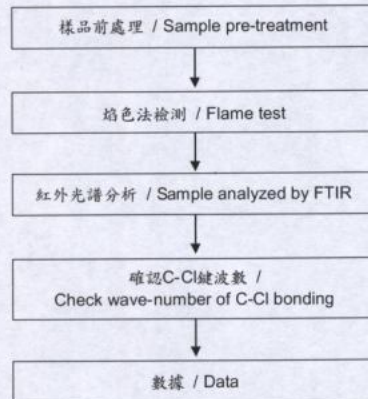 樣品前處理 / Sample pre-treatment
焰色法檢測 / Flame test
紅外光譜分析 / Sample analyzed by FTIR
確認C-Cl鍵波數 /
Check wave-number of C-Cl bonding
數據 / Data